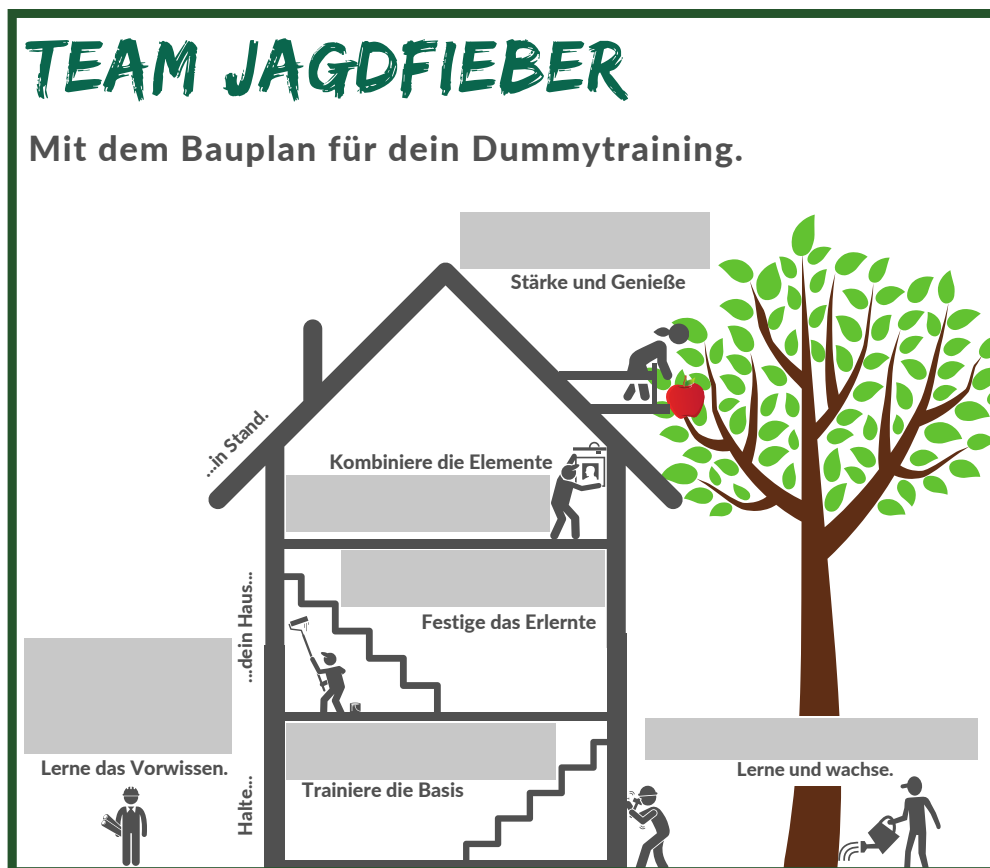 TEAM JAGDFIEBER
Mit dem Bauplan für dein Dummytraining.
Stärke und Genieße
...in Stand.
Kombiniere die Elemente
...dein Haus...
Festige das Erlernte
Lerne das Vorwissen.
Halte...
Trainiere die Basis
Lerne und wachse.